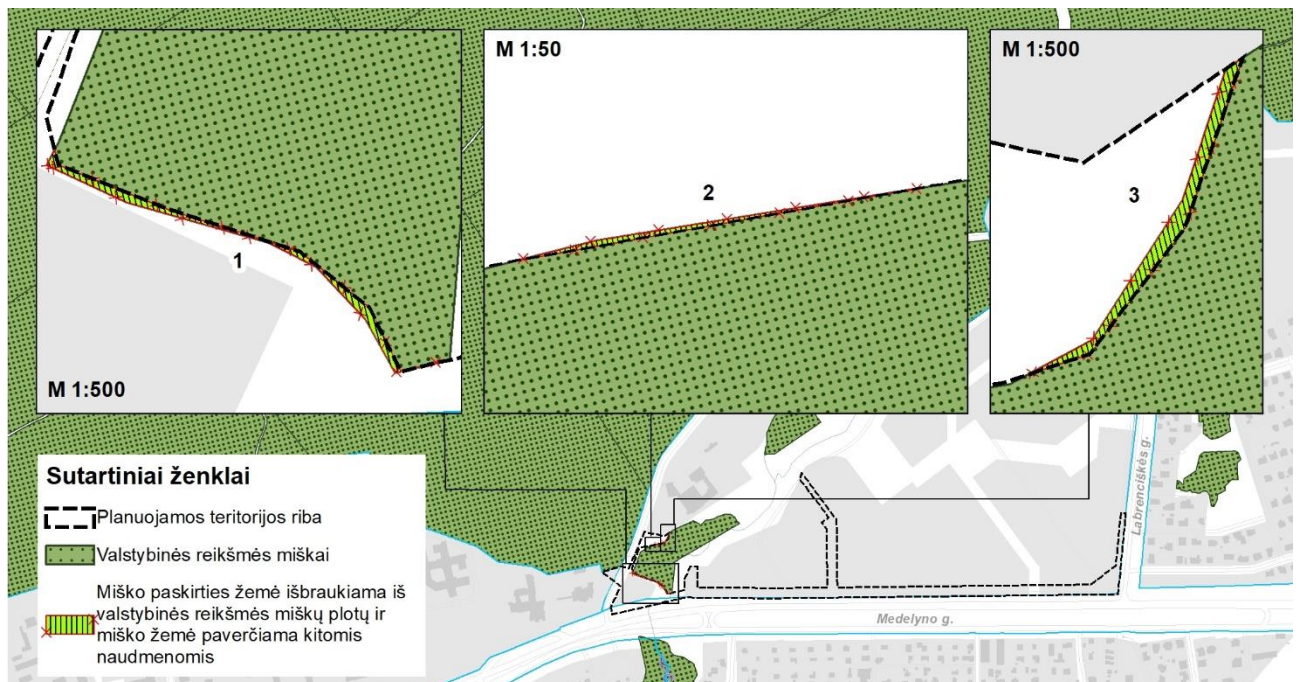 M 1:500
1
M 1:50
2
M 1:500
3
Sutartiniai ženklai
Planuojamos teritorijos riba
Valstybinės reikšmės miškai
Miško paskirties žemė išbraukiama iš
valstybinės reikšmės miškų plotų ir
miško žemė paverčiama kitomis
naudmenomis
Labrenciškės g.
Medelyno g.